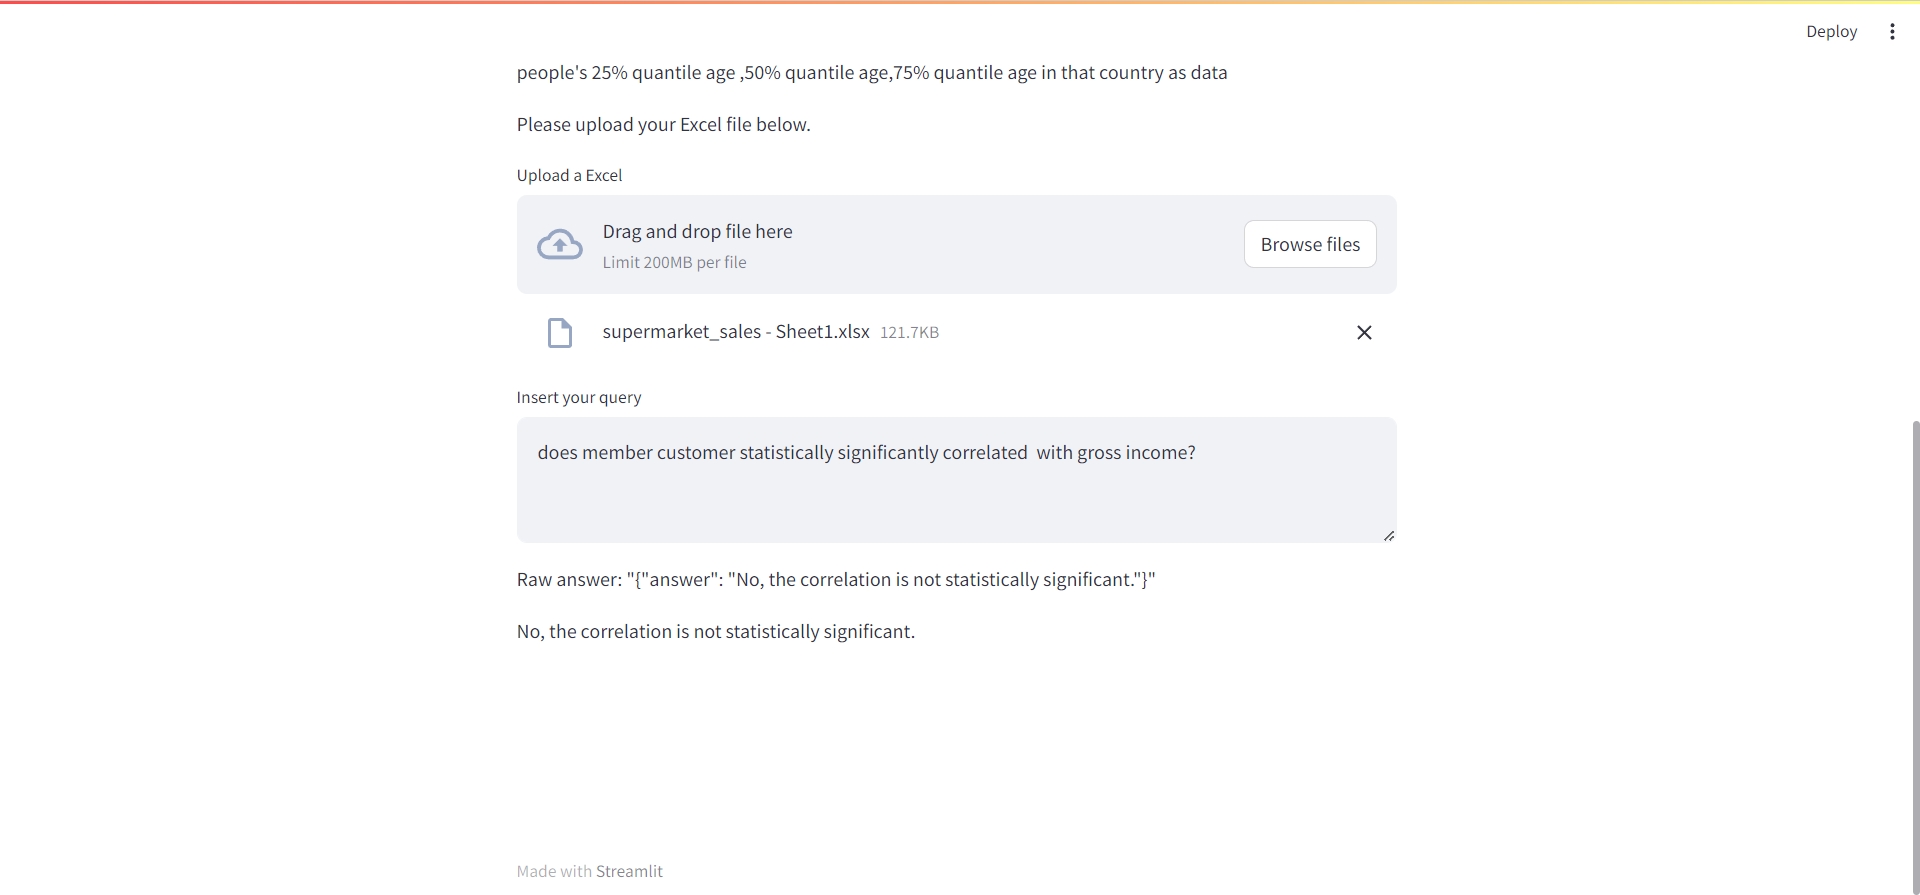 Deploy
people's 25% quantile age ,50% quantile age,75% quantile age in that country as data
Please upload your Excel file below.
Upload a Excel
Drag and drop file here
Limit 200MB per file
Browse files
supermarket_sales - Sheet1.xlsx 121.7KB
Insert your query
does member customer statistically significantly correlated  with gross income?
Raw answer: "{"answer": "No, the correlation is not statistically significant."}"
No, the correlation is not statistically significant.
Made with Streamlit